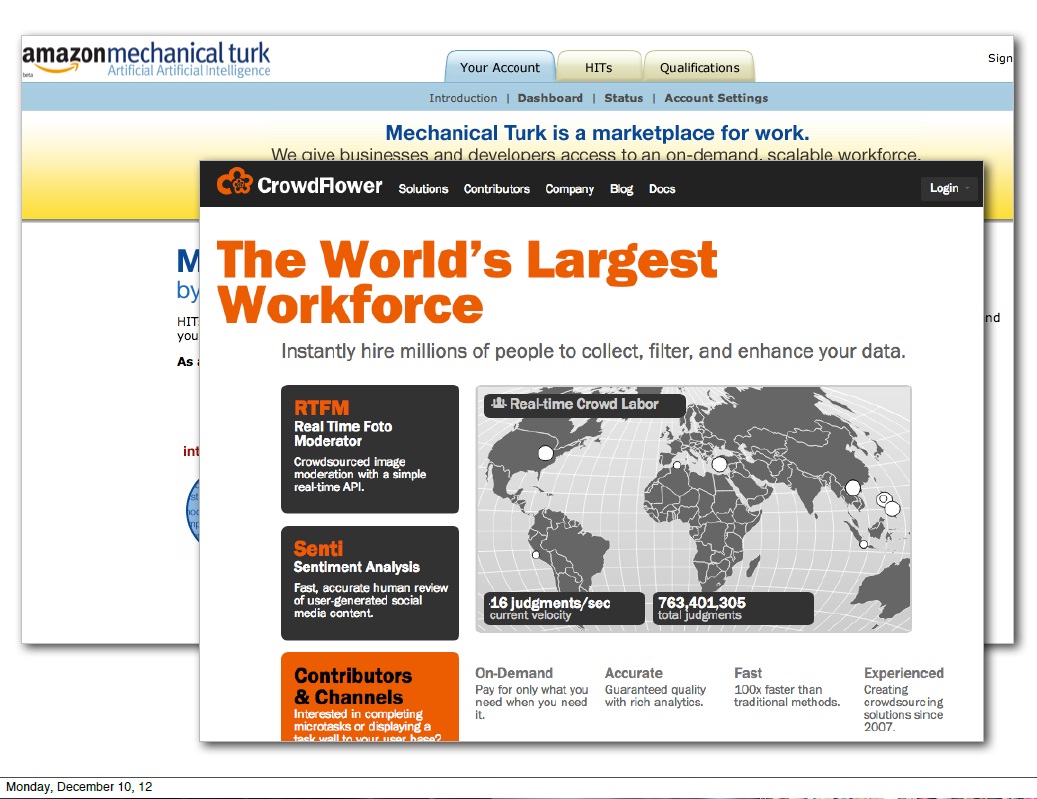 amazonmechanical turk
beta
Artificial Artificial Intelligence
Your Account
HITs
Qualifications
Sign
Introduction | Dashboard | Status | Account Settings
Mechanical Turk is a marketplace for work.
We give businesses and developers access to an on-demand, scalable workforce.
CrowdFlower
Solutions
Contributors
Company
Blog
Docs
Login
M
by
HIT
you
nd
As a
int
The World's Largest
Workforce
Instantly hire millions of people to collect, filter, and enhance your data.
RTFM
Real Time Foto
Moderator
Crowdsourced image
moderation with a simple
real-time API.
Senti
Sentiment Analysis
Fast, accurate human review
of user-generated social
media content.
Real-time Crowd Labor
16 judgments/sec
current velocity
763,401,305
total judgments
Contributors
& Channels
Interested in completing
microtasks or displaying a
task wall to your user base?
On-Demand
Pay for only what you
need when you need
it.
Accurate
Guaranteed quality
with rich analytics.
Fast
100x faster than
traditional methods.
Experienced
Creating
crowdsourcing
solutions since
2007.
Monday, December 10, 12